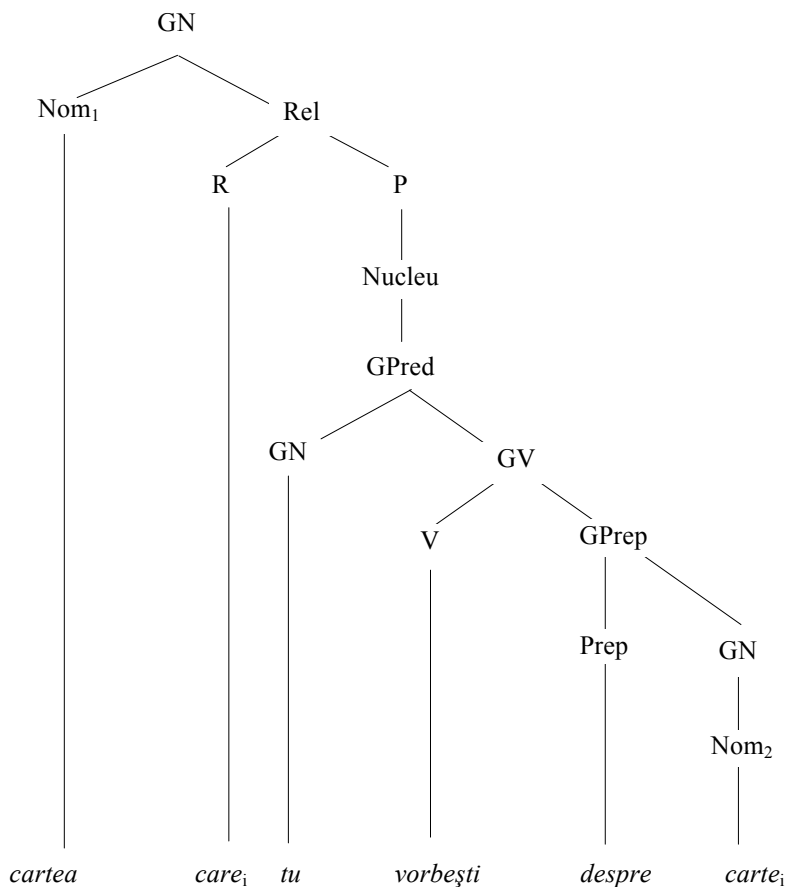 GN
Nom₁ Rel
R P
Nucleu
GPred
GN GV
V GPrep
Prep GN
Nom₂
cartea careᵢ tu vorbeşti despre carteᵢ